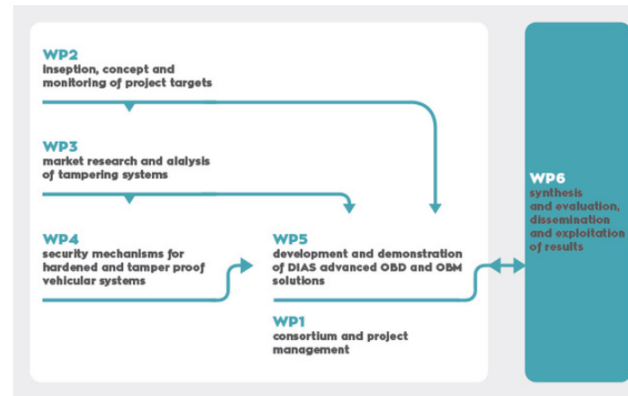 WP2
inseption, concept and
monitoring of project targets
WP3
market research and alalysis
of tampering systems
WP4
security mechanisms for
hardened and tamper proof
vehicular systems
WP5
development and demonstration
of DIAS advanced OBD and OBM
solutions
WP1
consortium and project
management
WP6
synthesis
and evaluation,
dissemination
and exploitation
of results